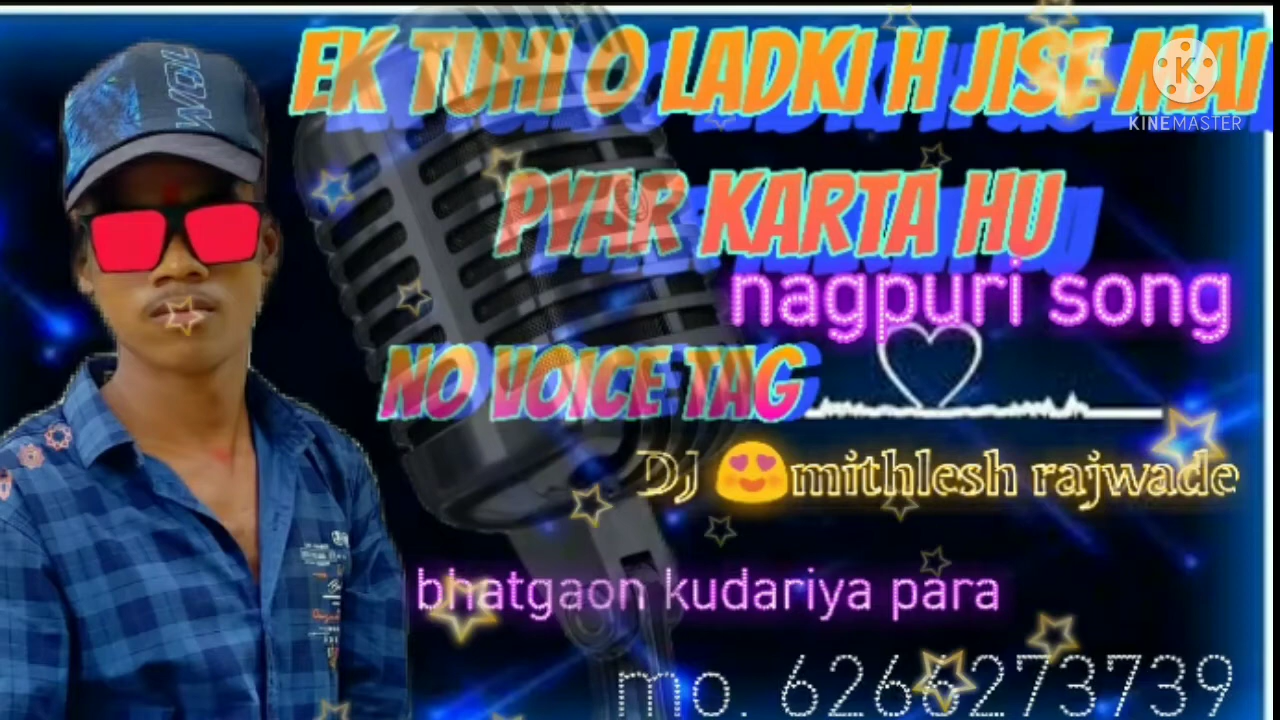 EK TUHI O LADKI H JISE MAI
KINEMASTER
PYAR KARTA HU
nagpuri song
NO VOICE TAG
DJ 😍mithlesh rajwade
bhatgaon kudariya para
mo. 6266273739